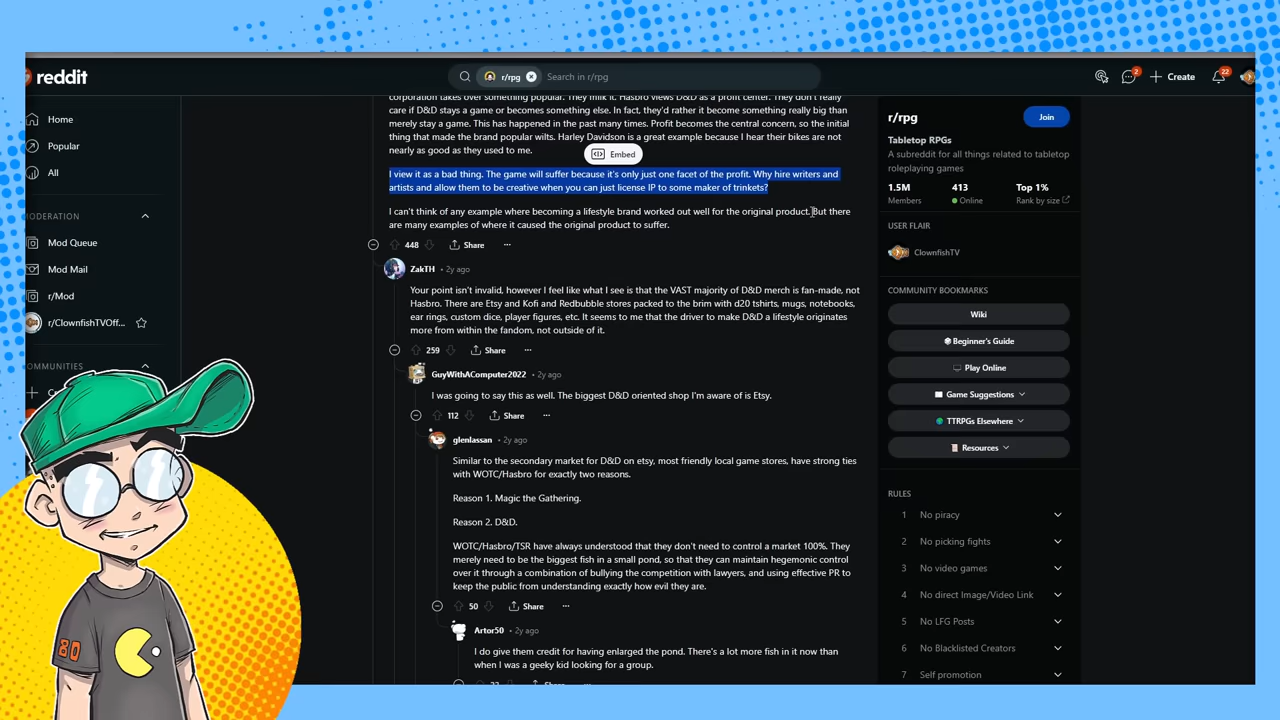 reddit
r/rpg
Search in r/rpg
2
Create
22
Home
Popular
All
MODERATION
Mod Queue
Mod Mail
r/Mod
r/ClownfishTVOff...
OMMUNITIES
corporation takes over something popular. They milk it. Hasbro views D&D as a profit center. They don't really
care if D&D stays a game or becomes something else. In fact, they'd rather it become something really big than
merely stay a game. This has happened in the past many times. Profit becomes the central concern, so the initial
thing that made the brand popular wilts. Harley Davidson is a great example because I hear their bikes are not
nearly as good as they used to me.
Embed
I view it as a bad thing. The game will suffer because it's only just one facet of the profit. Why hire writers and
artists and allow them to be creative when you can just license IP to some maker of trinkets?
I can't think of any example where becoming a lifestyle brand worked out well for the original product. But there
are many examples of where it caused the original product to suffer.
448
Share
ZakTH • 2y ago
Your point isn't invalid, however I feel like what I see is that the VAST majority of D&D merch is fan-made, not
Hasbro. There are Etsy and Kofi and Redbubble stores packed to the brim with d20 tshirts, mugs, notebooks,
ear rings, custom dice, player figures, etc. It seems to me that the driver to make D&D a lifestyle originates
more from within the fandom, not outside of it.
259
Share
GuyWithAComputer2022 • 2y ago
I was going to say this as well. The biggest D&D oriented shop I'm aware of is Etsy.
112
Share
glenlassan • 2y ago
Similar to the secondary market for D&D on etsy, most friendly local game stores, have strong ties
with WOTC/Hasbro for exactly two reasons.
Reason 1. Magic the Gathering.
Reason 2. D&D.
WOTC/Hasbro/TSR have always understood that they don't need to control a market 100%. They
merely need to be the biggest fish in a small pond, so that they can maintain hegemonic control
over it through a combination of bullying the competition with lawyers, and using effective PR to
keep the public from understanding exactly how evil they are.
50
Share
Artor50 • 2y ago
I do give them credit for having enlarged the pond. There's a lot more fish in it now than
when I was a geeky kid looking for a group.
r/rpg
Join
Tabletop RPGs
A subreddit for all things related to tabletop
roleplaying games
1.5M 413 Top 1%
Members Online Rank by size
USER FLAIR
ClownfishTV
COMMUNITY BOOKMARKS
Wiki
Beginner's Guide
Play Online
Game Suggestions
TTRPGs Elsewhere
Resources
RULES
1 No piracy
2 No picking fights
3 No video games
4 No direct Image/Video Link
5 No LFG Posts
6 No Blacklisted Creators
7 Self promotion
80